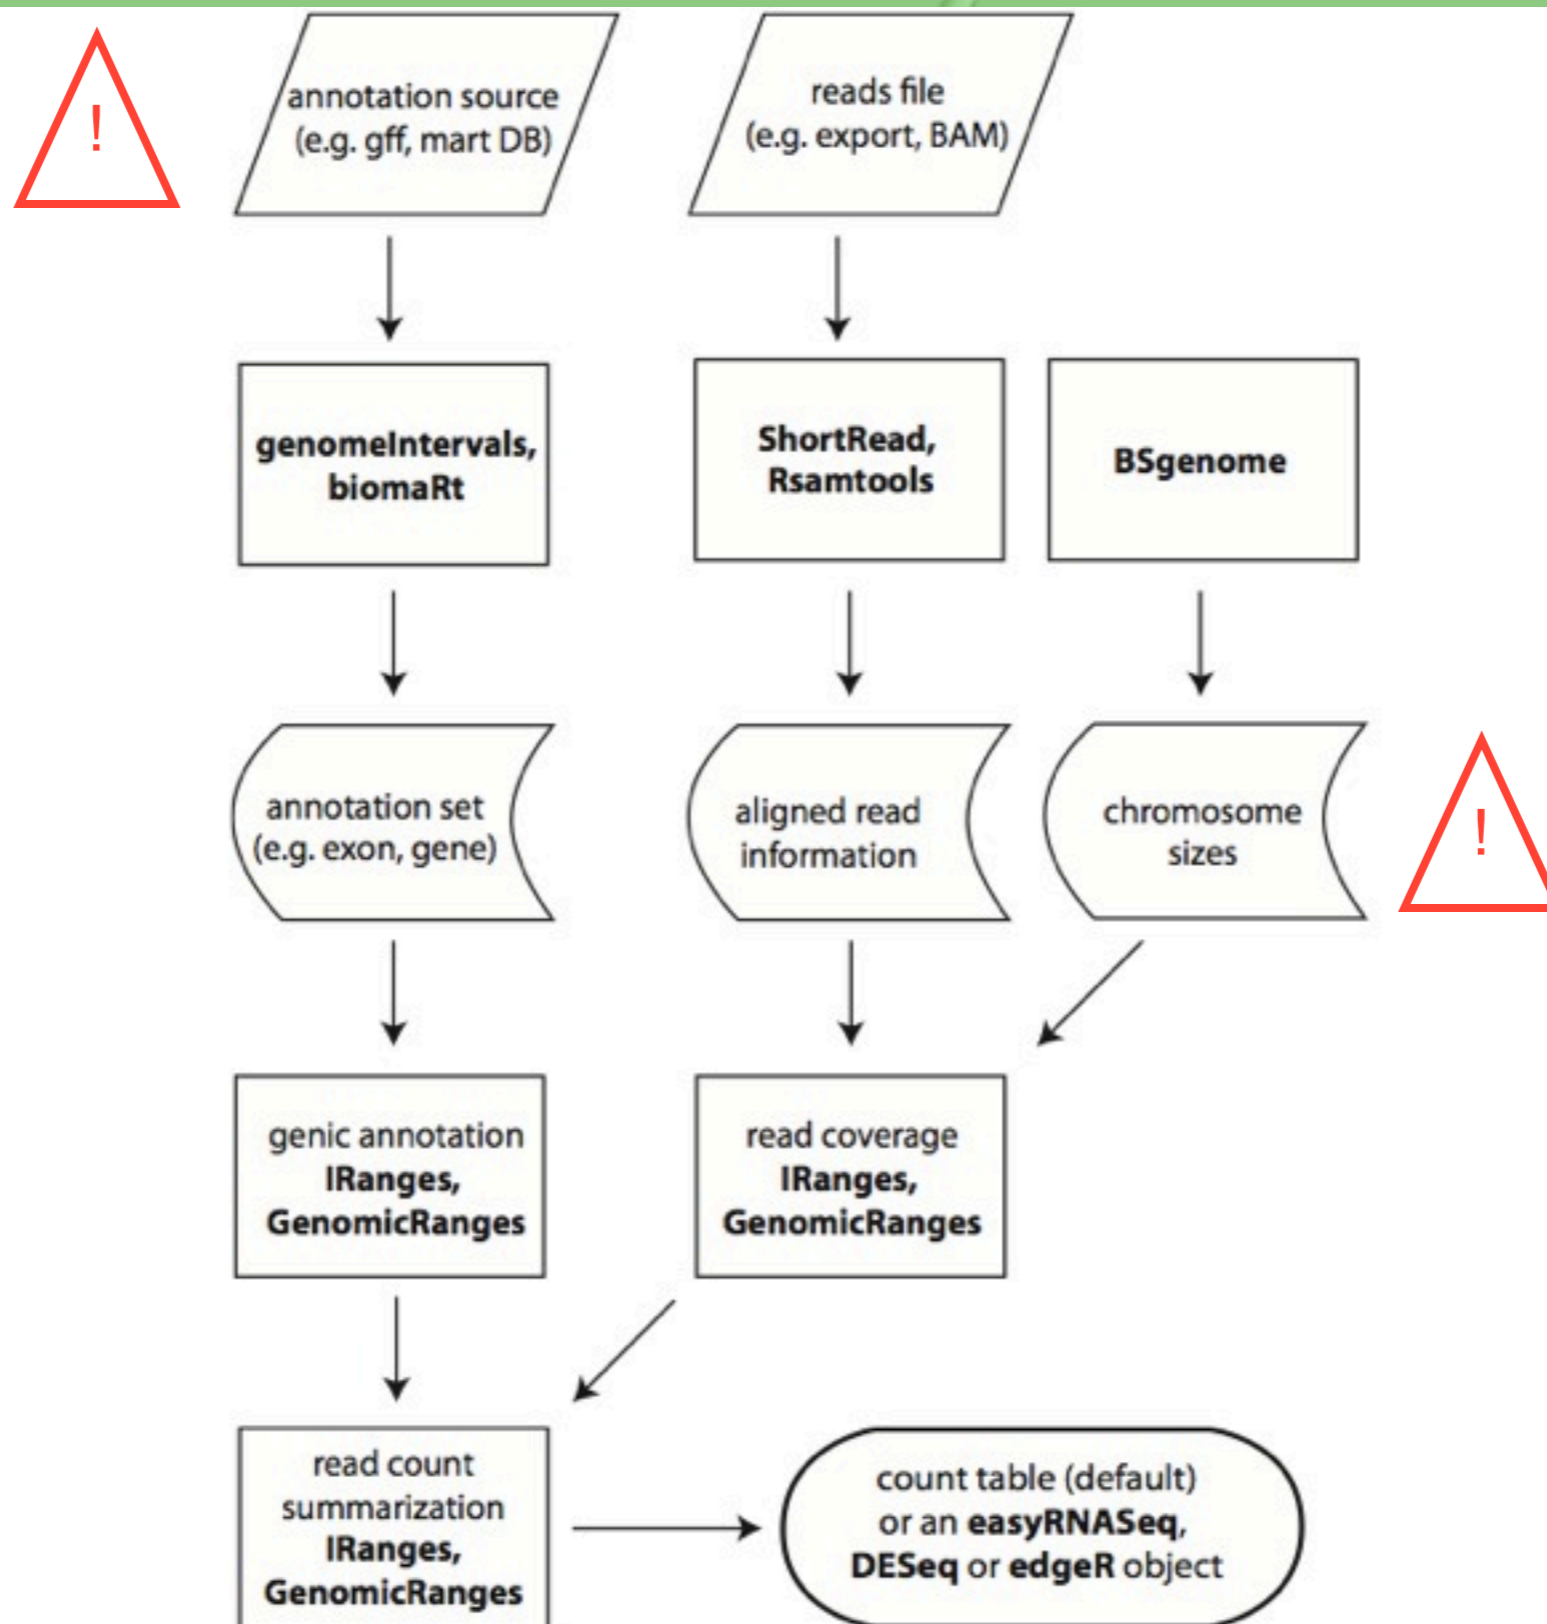 !
annotation source
(e.g. gff, mart DB)
reads file
(e.g. export, BAM)
genomeIntervals,
biomaRt
ShortRead,
Rsamtools
BSgenome
annotation set
(e.g. exon, gene)
aligned read
information
chromosome
sizes
!
genic annotation
IRanges,
GenomicRanges
read coverage
IRanges,
GenomicRanges
read count
summarization
IRanges,
GenomicRanges
count table (default)
or an easyRNASeq,
DESeq or edgeR object